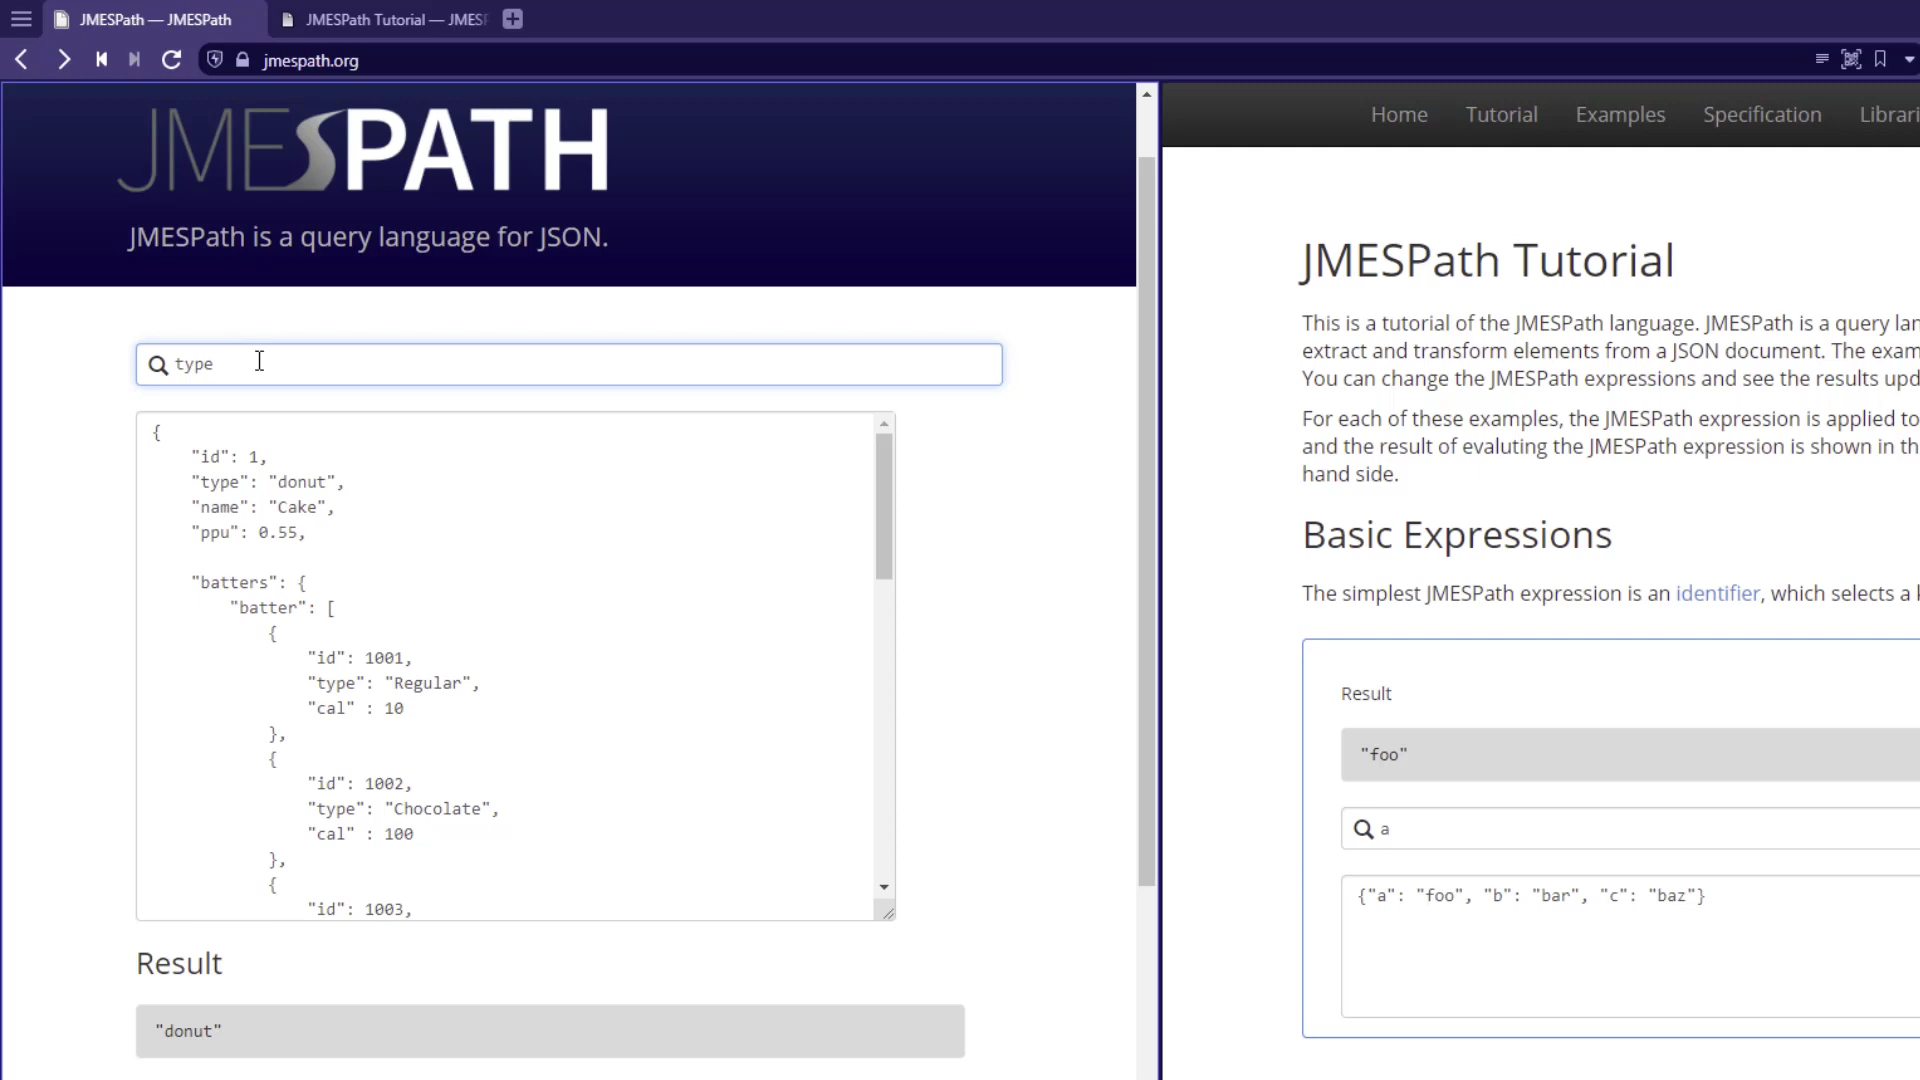 JMESPath — JMESPath
JMESPath Tutorial — JMES
jmespath.org
JMESPATH
JMESPath is a query language for JSON.
type
{
"id": 1,
"type": "donut",
"name": "Cake",
"ppu": 0.55,
"batters": {
"batter": [
{
"id": 1001,
"type": "Regular",
"cal" : 10
},
{
"id": 1002,
"type": "Chocolate",
"cal" : 100
},
{
"id": 1003,
Result
"donut"
Home Tutorial Examples Specification Librari
JMESPath Tutorial
This is a tutorial of the JMESPath language. JMESPath is a query lan
extract and transform elements from a JSON document. The exam
You can change the JMESPath expressions and see the results upd
For each of these examples, the JMESPath expression is applied to
and the result of evaluting the JMESPath expression is shown in th
hand side.
Basic Expressions
The simplest JMESPath expression is an identifier, which selects a k
Result
"foo"
a
{"a": "foo", "b": "bar", "c": "baz"}